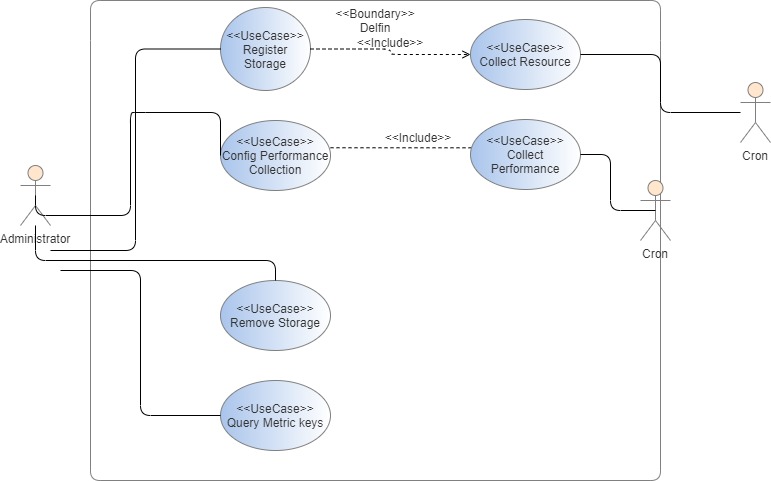 <<Boundary>>
Delfin
<<UseCase>>
Register
Storage
<<Include>>
<<UseCase>>
Collect Resource
<<UseCase>>
Config Performance
Collection
<<Include>>
<<UseCase>>
Collect
Performance
Cron
Administrator
Cron
<<UseCase>>
Remove Storage
<<UseCase>>
Query Metric keys